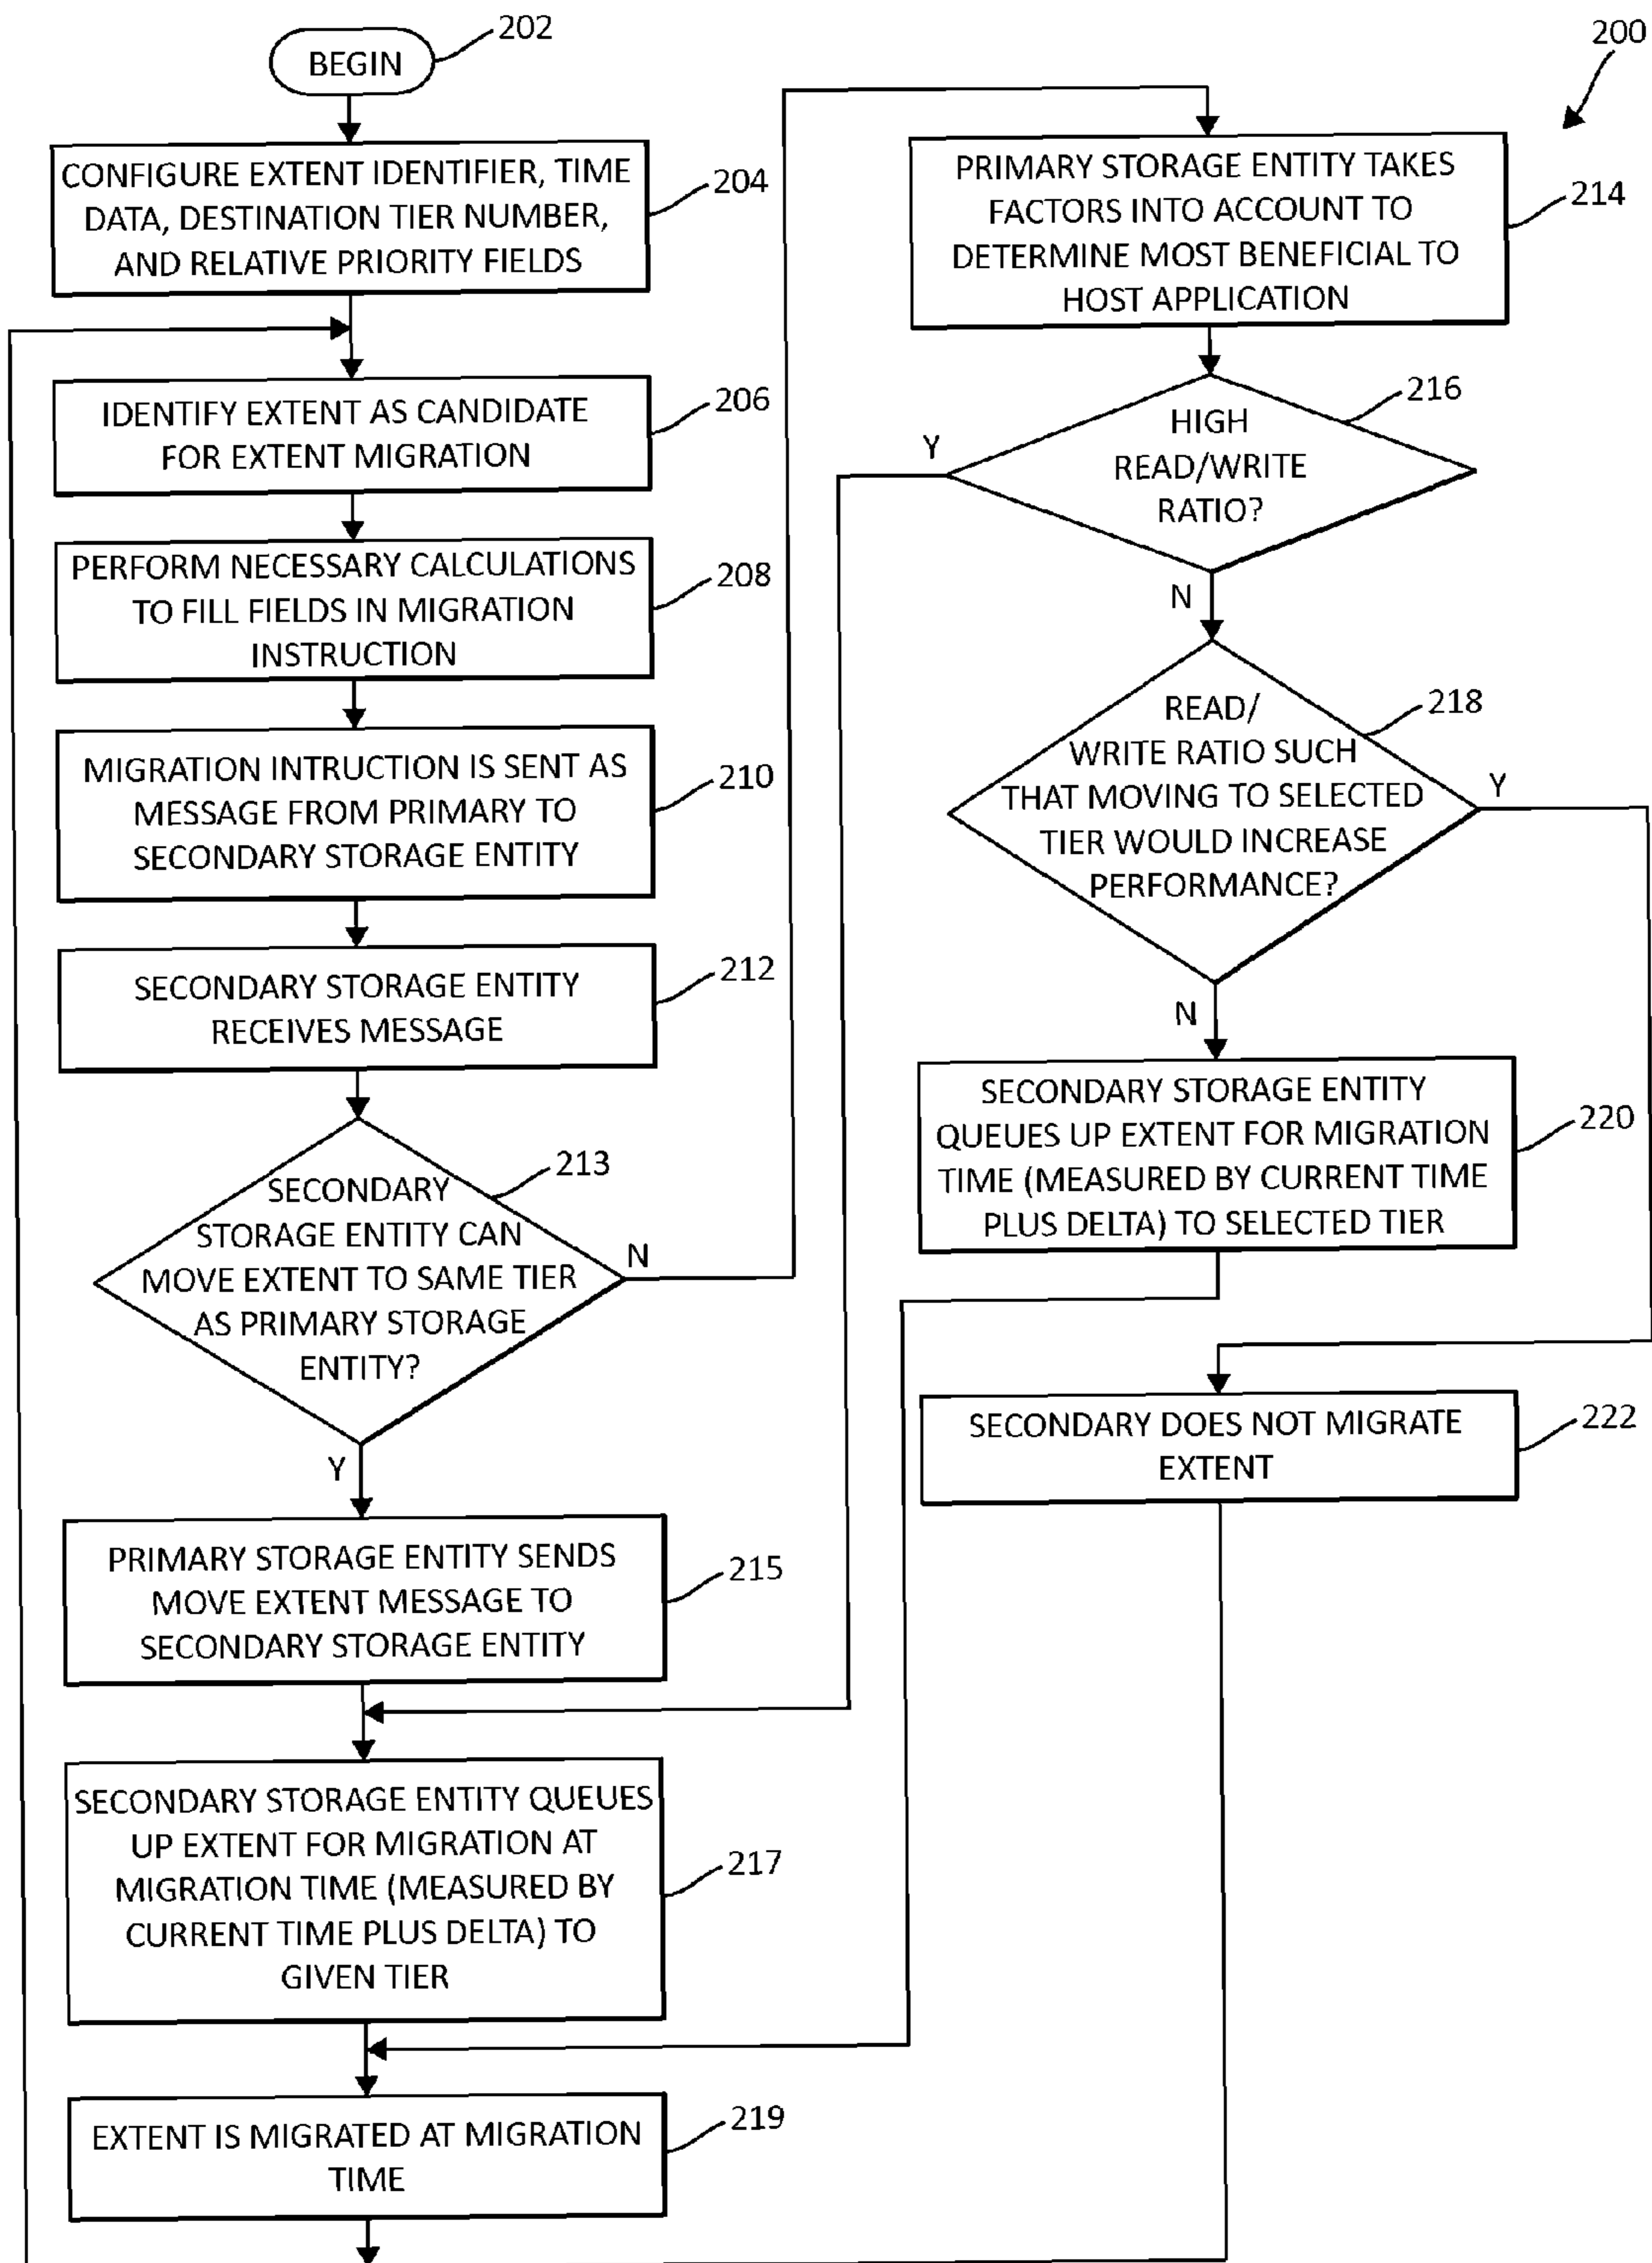 202
BEGIN
200
CONFIGURE EXTENT IDENTIFIER, TIME
DATA, DESTINATION TIER NUMBER,
AND RELATIVE PRIORITY FIELDS
204
IDENTIFY EXTENT AS CANDIDATE
FOR EXTENT MIGRATION
206
PERFORM NECESSARY CALCULATIONS
TO FILL FIELDS IN MIGRATION
INSTRUCTION
208
MIGRATION INTRUCTION IS SENT AS
MESSAGE FROM PRIMARY TO
SECONDARY STORAGE ENTITY
210
SECONDARY STORAGE ENTITY
RECEIVES MESSAGE
212
SECONDARY
STORAGE ENTITY CAN
MOVE EXTENT TO SAME TIER
AS PRIMARY STORAGE
ENTITY?
213
N
Y
PRIMARY STORAGE ENTITY SENDS
MOVE EXTENT MESSAGE TO
SECONDARY STORAGE ENTITY
215
SECONDARY STORAGE ENTITY QUEUES
UP EXTENT FOR MIGRATION AT
MIGRATION TIME (MEASURED BY
CURRENT TIME PLUS DELTA) TO
GIVEN TIER
217
EXTENT IS MIGRATED AT MIGRATION
TIME
219
PRIMARY STORAGE ENTITY TAKES
FACTORS INTO ACCOUNT TO
DETERMINE MOST BENEFICIAL TO
HOST APPLICATION
214
HIGH
READ/WRITE
RATIO?
216
Y
N
READ/
WRITE RATIO SUCH
THAT MOVING TO SELECTED
TIER WOULD INCREASE
PERFORMANCE?
218
Y
N
SECONDARY STORAGE ENTITY
QUEUES UP EXTENT FOR MIGRATION
TIME (MEASURED BY CURRENT TIME
PLUS DELTA) TO SELECTED TIER
220
SECONDARY DOES NOT MIGRATE
EXTENT
222